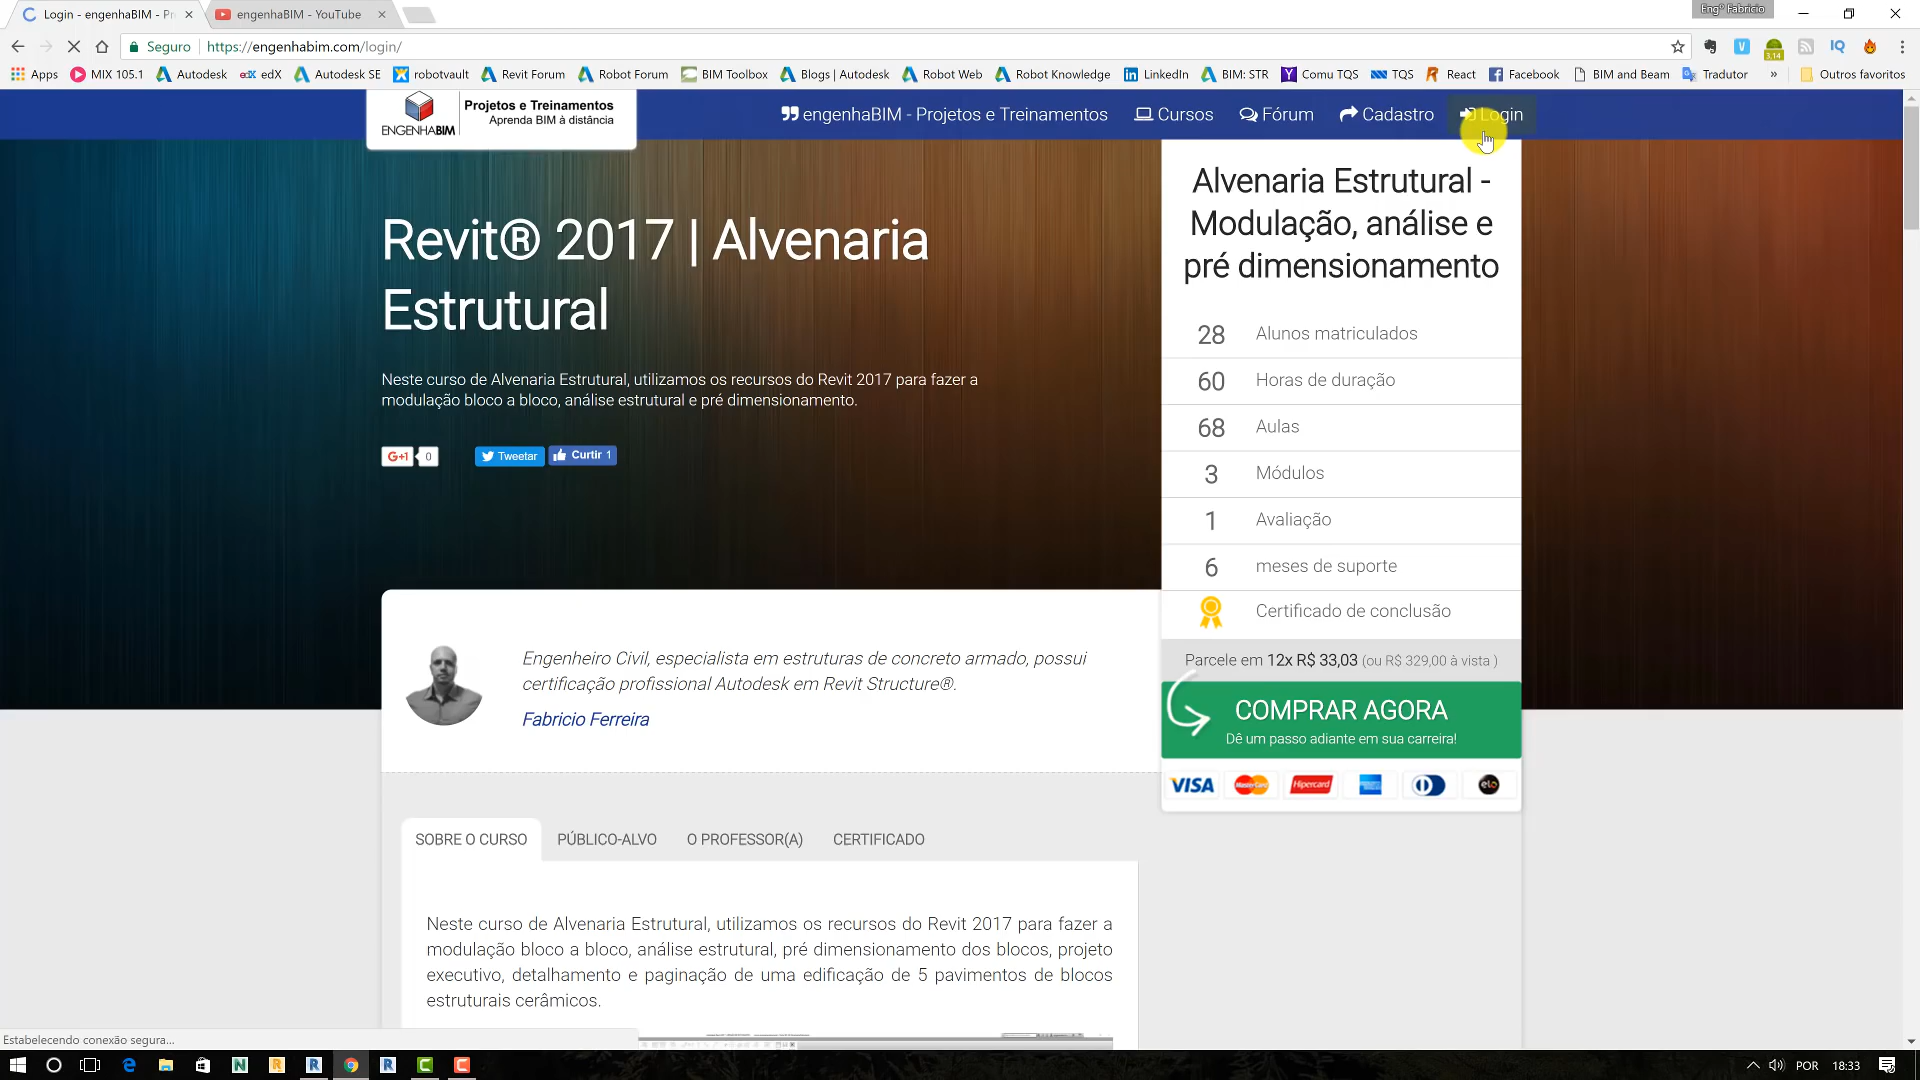 Login - engenhaBIM - Pr
engenhaBIM - YouTube
Engº Fabricio
Seguro
https://engenhabim.com/login/
3,14
IQ
Apps
MIX 105.1
Autodesk
edX
Autodesk SE
robotvault
Revit Forum
Robot Forum
BIM Toolbox
Blogs | Autodesk
Robot Web
Robot Knowledge
LinkedIn
BIM: STR
Comu TQS
TQS
React
Facebook
BIM and Beam
Tradutor
»
Outros favoritos
ENGENHABIM
Projetos e Treinamentos
Aprenda BIM à distância
engenhaBIM - Projetos e Treinamentos
Cursos
Fórum
Cadastro
Login
Revit® 2017 | Alvenaria
Estrutural
Neste curso de Alvenaria Estrutural, utilizamos os recursos do Revit 2017 para fazer a
modulação bloco a bloco, análise estrutural e pré dimensionamento.
G+1
0
Tweetar
Curtir 1
Alvenaria Estrutural -
Modulação, análise e
pré dimensionamento
28 Alunos matriculados
60 Horas de duração
68 Aulas
3 Módulos
1 Avaliação
6 meses de suporte
Certificado de conclusão
Parcele em 12x R$ 33,03 (ou R$ 329,00 à vista )
COMPRAR AGORA
Dê um passo adiante em sua carreira!
VISA
MasterCard
Hipercard
elo
Engenheiro Civil, especialista em estruturas de concreto armado, possui
certificação profissional Autodesk em Revit Structure®.
Fabricio Ferreira
SOBRE O CURSO
PÚBLICO-ALVO
O PROFESSOR(A)
CERTIFICADO
Neste curso de Alvenaria Estrutural, utilizamos os recursos do Revit 2017 para fazer a
modulação bloco a bloco, análise estrutural, pré dimensionamento dos blocos, projeto
executivo, detalhamento e paginação de uma edificação de 5 pavimentos de blocos
estruturais cerâmicos.
Estabelecendo conexão segura...
POR
18:33